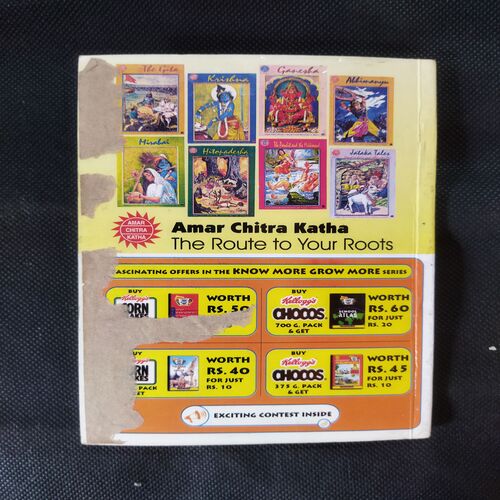 The Gita
Krishna
Ganesha
Abhimanyu
Mirabai
Hitopadesha
Jataka Tales
AMAR
CHITRA
KATHA
Amar Chitra Katha
The Route to Your Roots
FASCINATING OFFERS IN THE KNOW MORE GROW MORE SERIES
WORTH
RS. 50
BUY
Kellogg's
CHOCOS
700 G. PACK
& GET
SCHOOL
ATLAS
WORTH
RS. 60
FOR JUST
RS. 20
BUY
Kellogg's
WORTH
RS. 40
FOR JUST
RS. 10
BUY
Kellogg's
CHOCOS
375 G. PACK
& GET
WORTH
RS. 45
FOR JUST
RS. 10
EXCITING CONTEST INSIDE